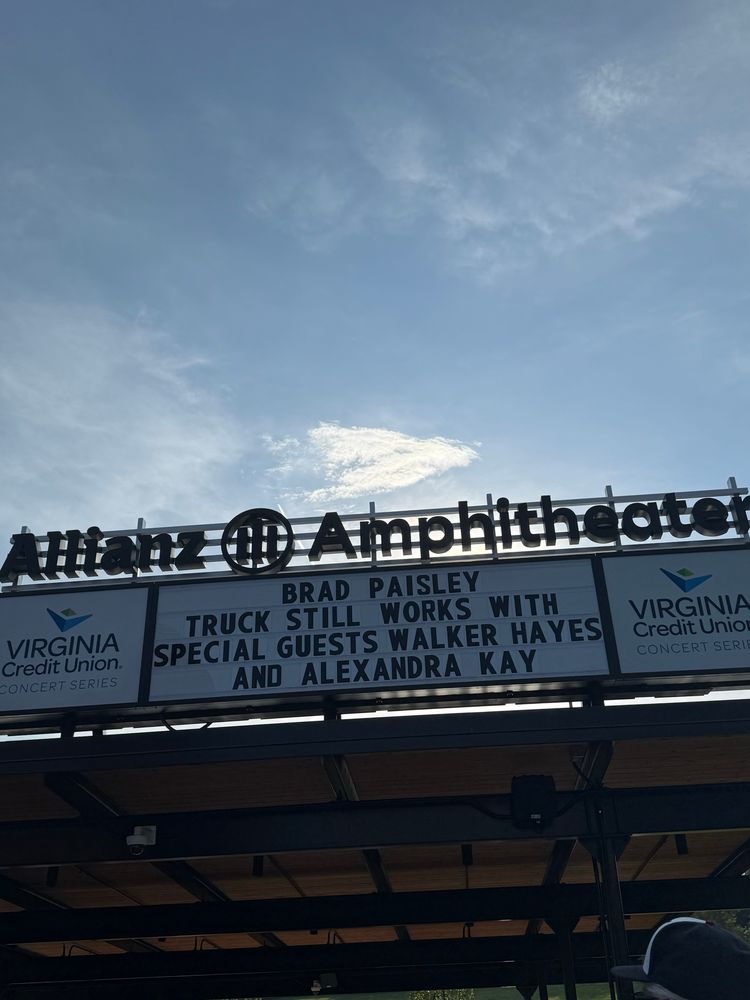 Allianz Amphitheater
VIRGINIA
Credit Union.
CONCERT SERIES
BRAD PAISLEY
TRUCK STILL WORKS WITH
SPECIAL GUESTS WALKER HAYES
AND ALEXANDRA KAY
VIRGINIA
Credit Union
CONCERT SERIE